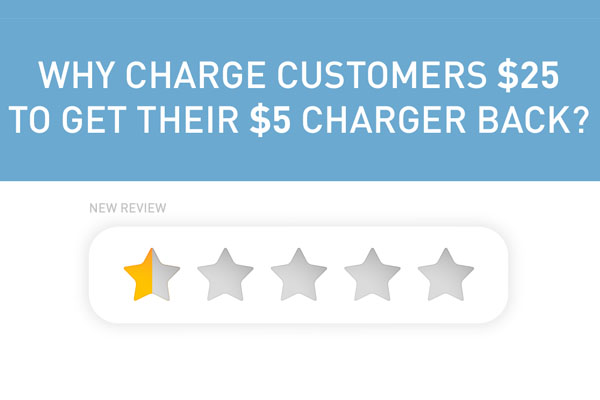 WHY CHARGE CUSTOMERS $25
TO GET THEIR $5 CHARGER BACK?
NEW REVIEW